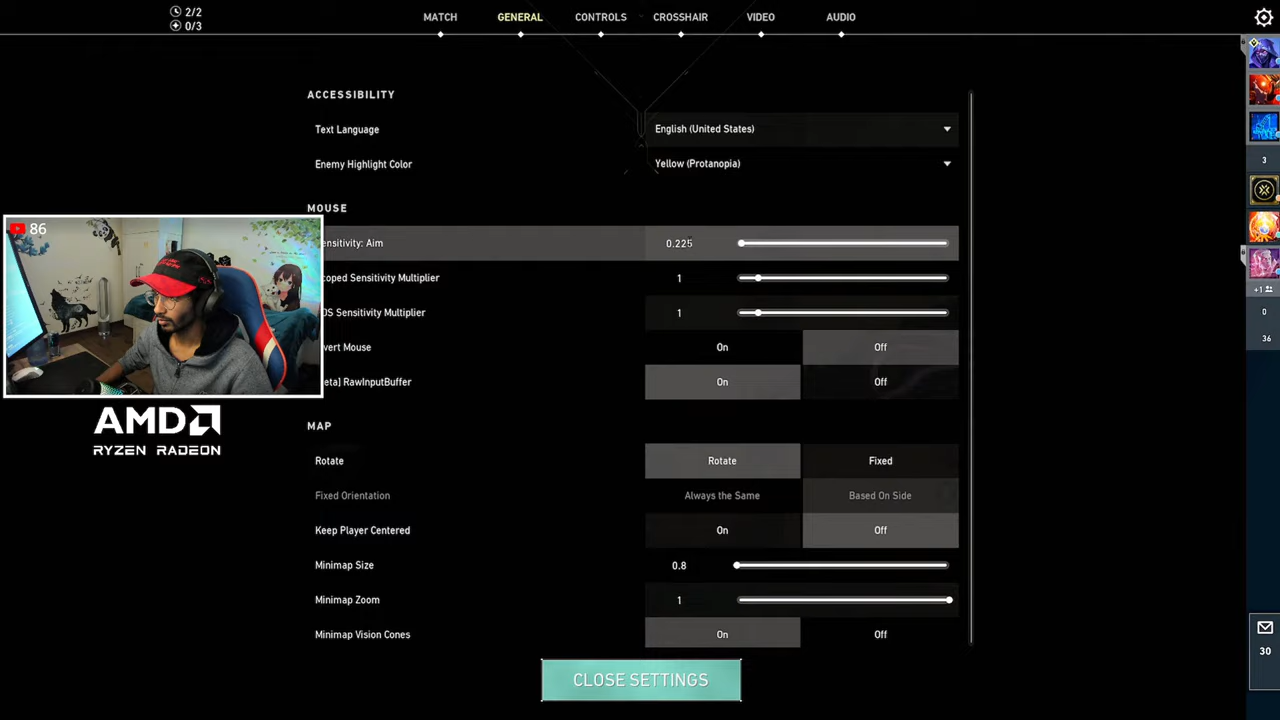 2/2
0/3
MATCH GENERAL CONTROLS CROSSHAIR VIDEO AUDIO
ACCESSIBILITY
Text Language English (United States)
Enemy Highlight Color Yellow (Protanopia)
MOUSE
86
ensitivity: Aim 0.225
coped Sensitivity Multiplier 1
DS Sensitivity Multiplier 1
vert Mouse On Off
eta] RawInputBuffer On Off
AMD
RYZEN RADEON
MAP
Rotate Rotate Fixed
Fixed Orientation Always the Same Based On Side
Keep Player Centered On Off
Minimap Size 0.8
Minimap Zoom 1
Minimap Vision Cones On Off
CLOSE SETTINGS
3
+1
0
36
30